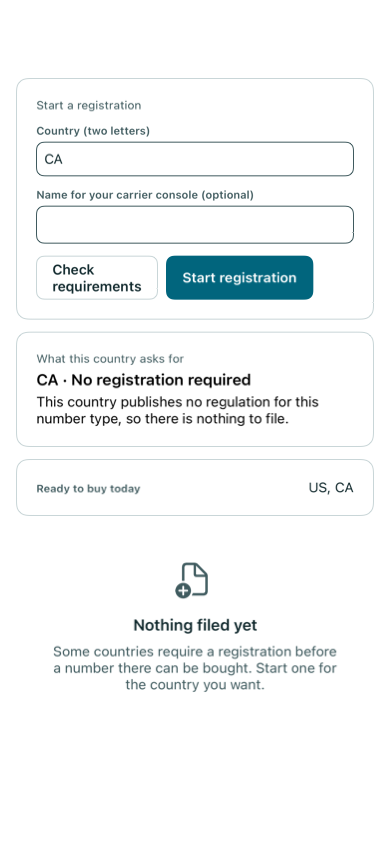 Start a registration
Country (two letters)
CA
Name for your carrier console (optional)
Check
requirements
Start registration
What this country asks for
CA · No registration required
This country publishes no regulation for this
number type, so there is nothing to file.
Ready to buy today
US, CA
Nothing filed yet
Some countries require a registration before
a number there can be bought. Start one for
the country you want.